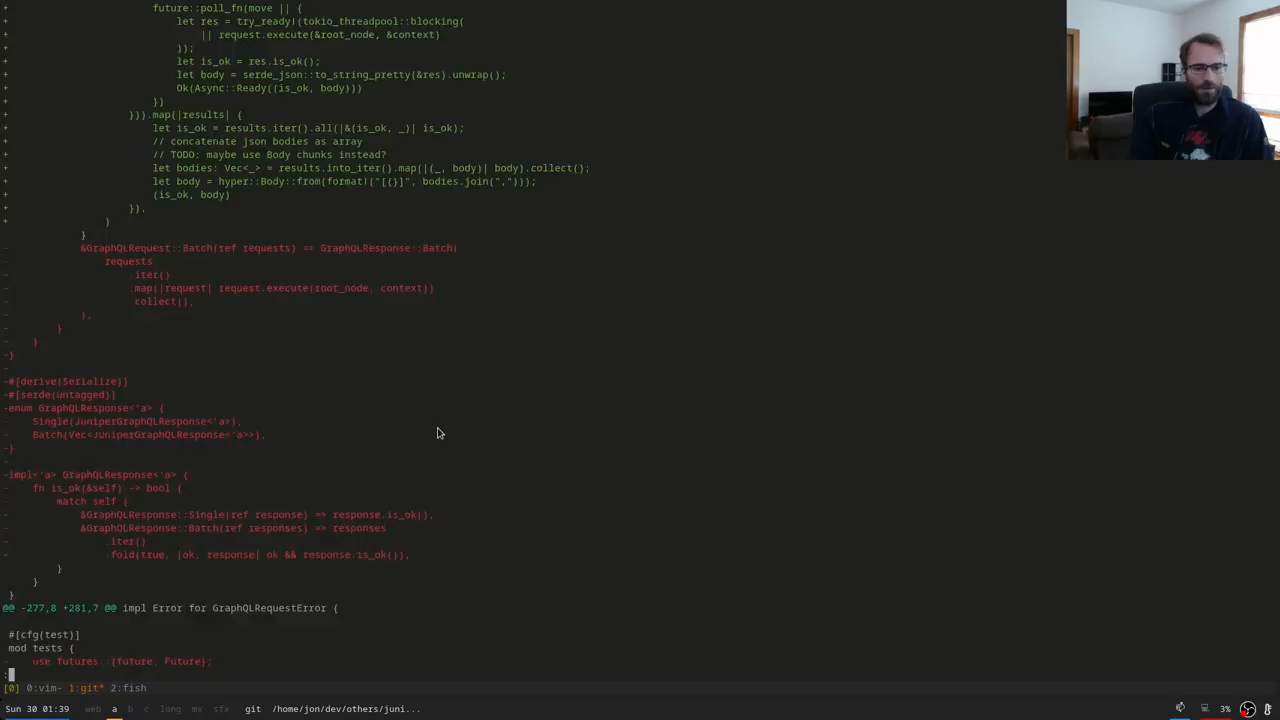 +                        future::poll_fn(move || {
+                            let res = try_ready!(tokio_threadpool::blocking(
+                                || request.execute(&root_node, &context)
+                            ));
+                            let is_ok = res.is_ok();
+                            let body = serde_json::to_string_pretty(&res).unwrap();
+                            Ok(Async::Ready((is_ok, body)))
+                        })
+                    })).map(|results| {
+                        let is_ok = results.iter().all(|&(is_ok, _)| is_ok);
+                        // concatenate json bodies as array
+                        // TODO: maybe use Body chunks instead?
+                        let bodies: Vec<_> = results.into_iter().map(|(_, body)| body).collect();
+                        let body = hyper::Body::from(format!("[{}]", bodies.join(",")));
+                        (is_ok, body)
+                    }),
+                )
             }
-            &GraphQLRequest::Batch(ref requests) => GraphQLResponse::Batch(
-                requests
-                    .iter()
-                    .map(|request| request.execute(root_node, context))
-                    .collect(),
-            ),
-        }
-    }
-}
-
-#[derive(Serialize)]
-#[serde(untagged)]
-enum GraphQLResponse<'a> {
-    Single(JuniperGraphQLResponse<'a>),
-    Batch(Vec<JuniperGraphQLResponse<'a>>),
-}
-
-impl<'a> GraphQLResponse<'a> {
-    fn is_ok(&self) -> bool {
-        match self {
-            &GraphQLResponse::Single(ref response) => response.is_ok(),
-            &GraphQLResponse::Batch(ref responses) => responses
-                .iter()
-                .fold(true, |ok, response| ok && response.is_ok()),
         }
     }
 }
@@ -277,8 +281,7 @@ impl Error for GraphQLRequestError {
 #[cfg(test)]
 mod tests {
-    use futures::{future, Future};
:
[0] 0:vim- 1:git* 2:fish
Sun 30 01:39 web a b c long mx sfx git /home/jon/dev/others/juni... 3%